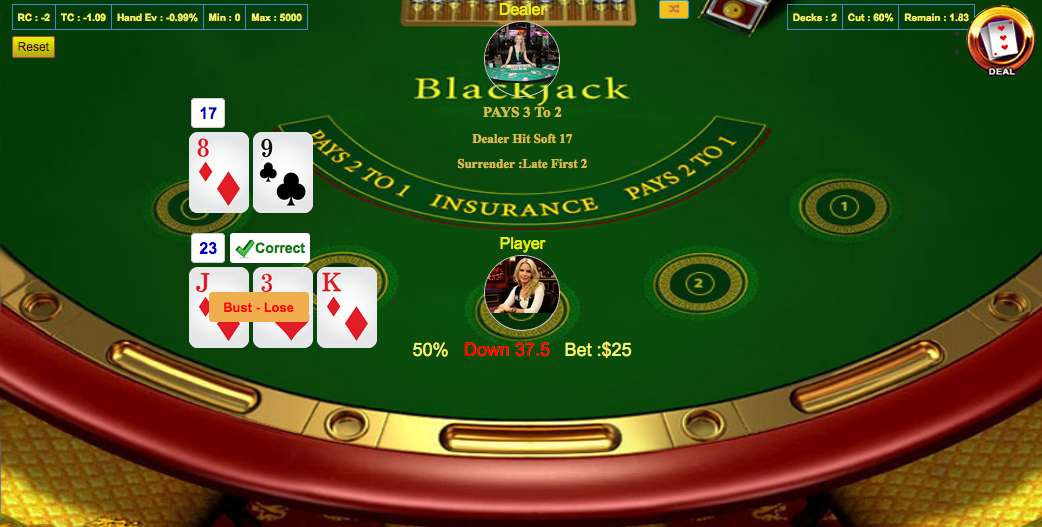 RC : -2 TC : -1.09 Hand Ev : -0.99% Min : 0 Max : 5000
Dealer
Decks : 2 Cut : 60% Remain : 1.83
Reset
DEAL
Blackjack
PAYS 3 To 2
Dealer Hit Soft 17
Surrender :Late First 2
PAYS 2 TO 1 INSURANCE PAYS 2 TO 1
17
8 9
1
23 Correct
Player
J 3 K
Bust - Lose
2
50% Down 37.5 Bet :$25